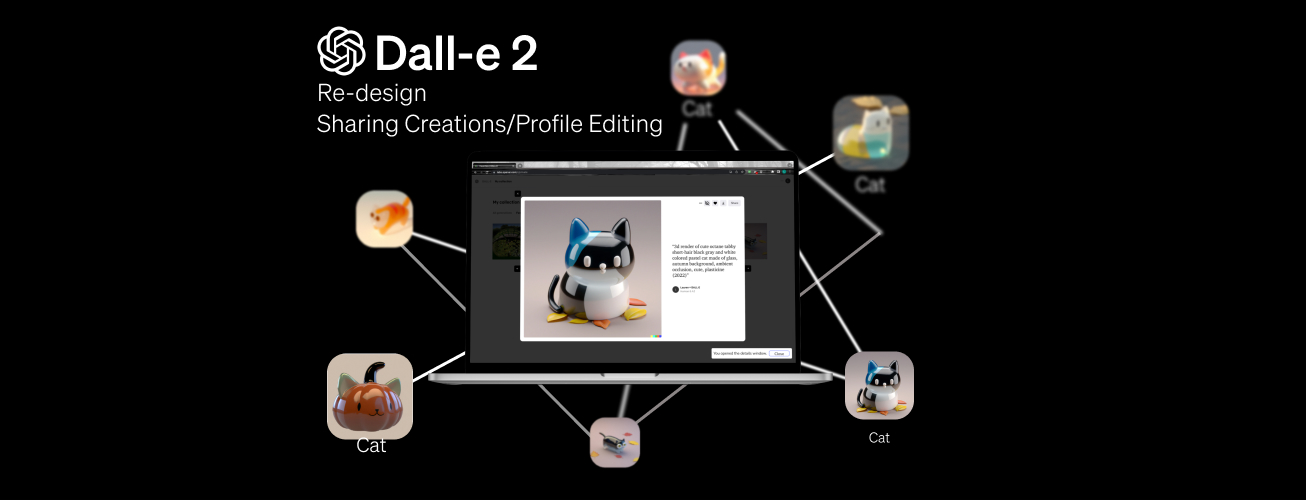 Dall-e 2
Re-design
Sharing Creations/Profile Editing
Cat
Cat
My collection
Share
"3d render of cute octane tabby
short-hair black gray and white
colored pastel cat made of glass,
autumn background, ambient
occlusion, cute, plasticine
(2022)"
You opened the details window.
Close
Cat
Cat